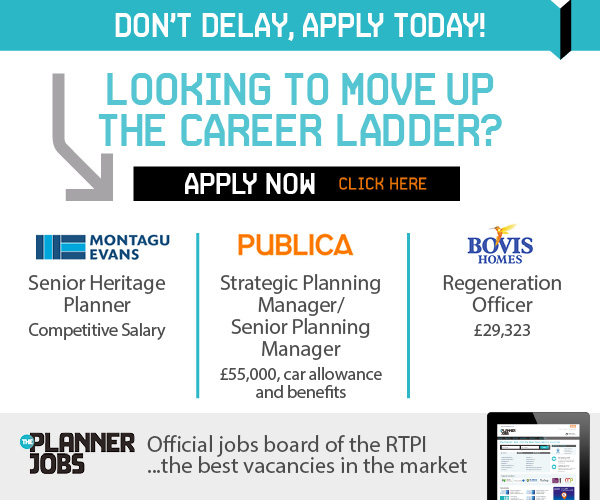 DON'T DELAY, APPLY TODAY!
LOOKING TO MOVE UP
THE CAREER LADDER?
APPLY NOW CLICK HERE
MONTAGU
EVANS
Senior Heritage
Planner
Competitive Salary
PUBLICA
Strategic Planning
Manager/
Senior Planning
Manager
£55,000, car allowance
and benefits
BOVIS
HOMES
Regeneration
Officer
£29,323
THE PLANNER
JOBS
Official jobs board of the RTPI
...the best vacancies in the market
PLANNER
JOBS